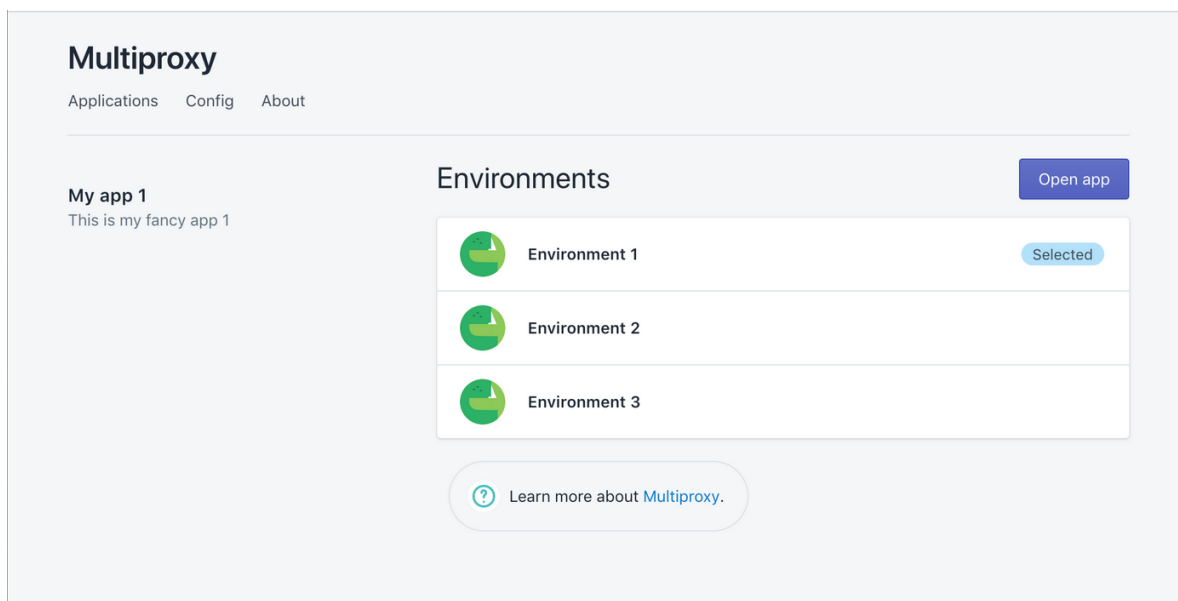 Multiproxy
Applications Config About
My app 1
This is my fancy app 1
Environments
Open app
Environment 1
Selected
Environment 2
Environment 3
Learn more about Multiproxy.